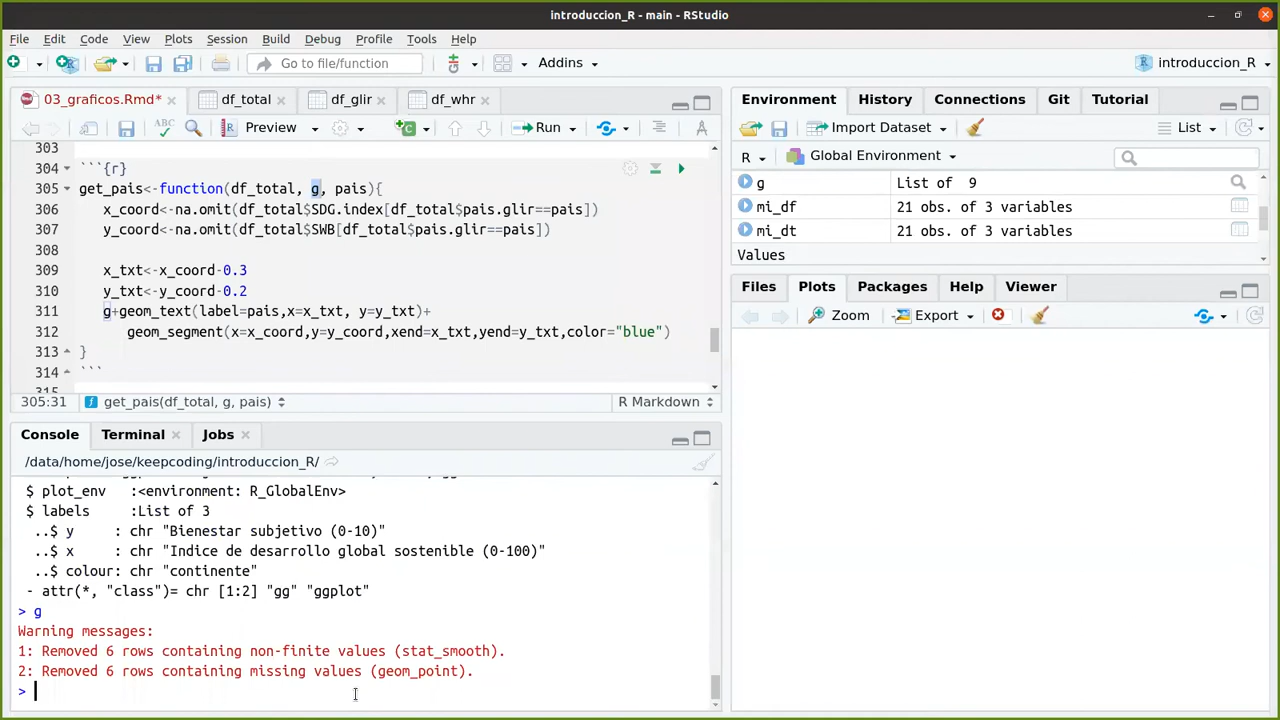 introduccion_R - main - RStudio
File Edit Code View Plots Session Build Debug Profile Tools Help
Go to file/function Addins introduccion_R
03_graficos.Rmd* df_total df_glir df_whr
Preview Run
303
304 ```{r}
305 get_pais<-function(df_total, g, pais){
306 x_coord<-na.omit(df_total$SDG.index[df_total$pais.glir==pais])
307 y_coord<-na.omit(df_total$SWB[df_total$pais.glir==pais])
308
309 x_txt<-x_coord-0.3
310 y_txt<-y_coord-0.2
311 g+geom_text(label=pais,x=x_txt, y=y_txt)+
312 geom_segment(x=x_coord,y=y_coord,xend=x_txt,yend=y_txt,color="blue")
313 }
314 ```
315
305:31 get_pais(df_total, g, pais) R Markdown
Console Terminal Jobs
/data/home/jose/keepcoding/introduccion_R/
$ plot_env :<environment: R_GlobalEnv>
$ labels :List of 3
..$ y : chr "Bienestar subjetivo (0-10)"
..$ x : chr "Indice de desarrollo global sostenible (0-100)"
..$ colour: chr "continente"
- attr(*, "class")= chr [1:2] "gg" "ggplot"
> g
Warning messages:
1: Removed 6 rows containing non-finite values (stat_smooth).
2: Removed 6 rows containing missing values (geom_point).
>
Environment History Connections Git Tutorial
Import Dataset List
R Global Environment
g List of 9
mi_df 21 obs. of 3 variables
mi_dt 21 obs. of 3 variables
Values
Files Plots Packages Help Viewer
Zoom Export